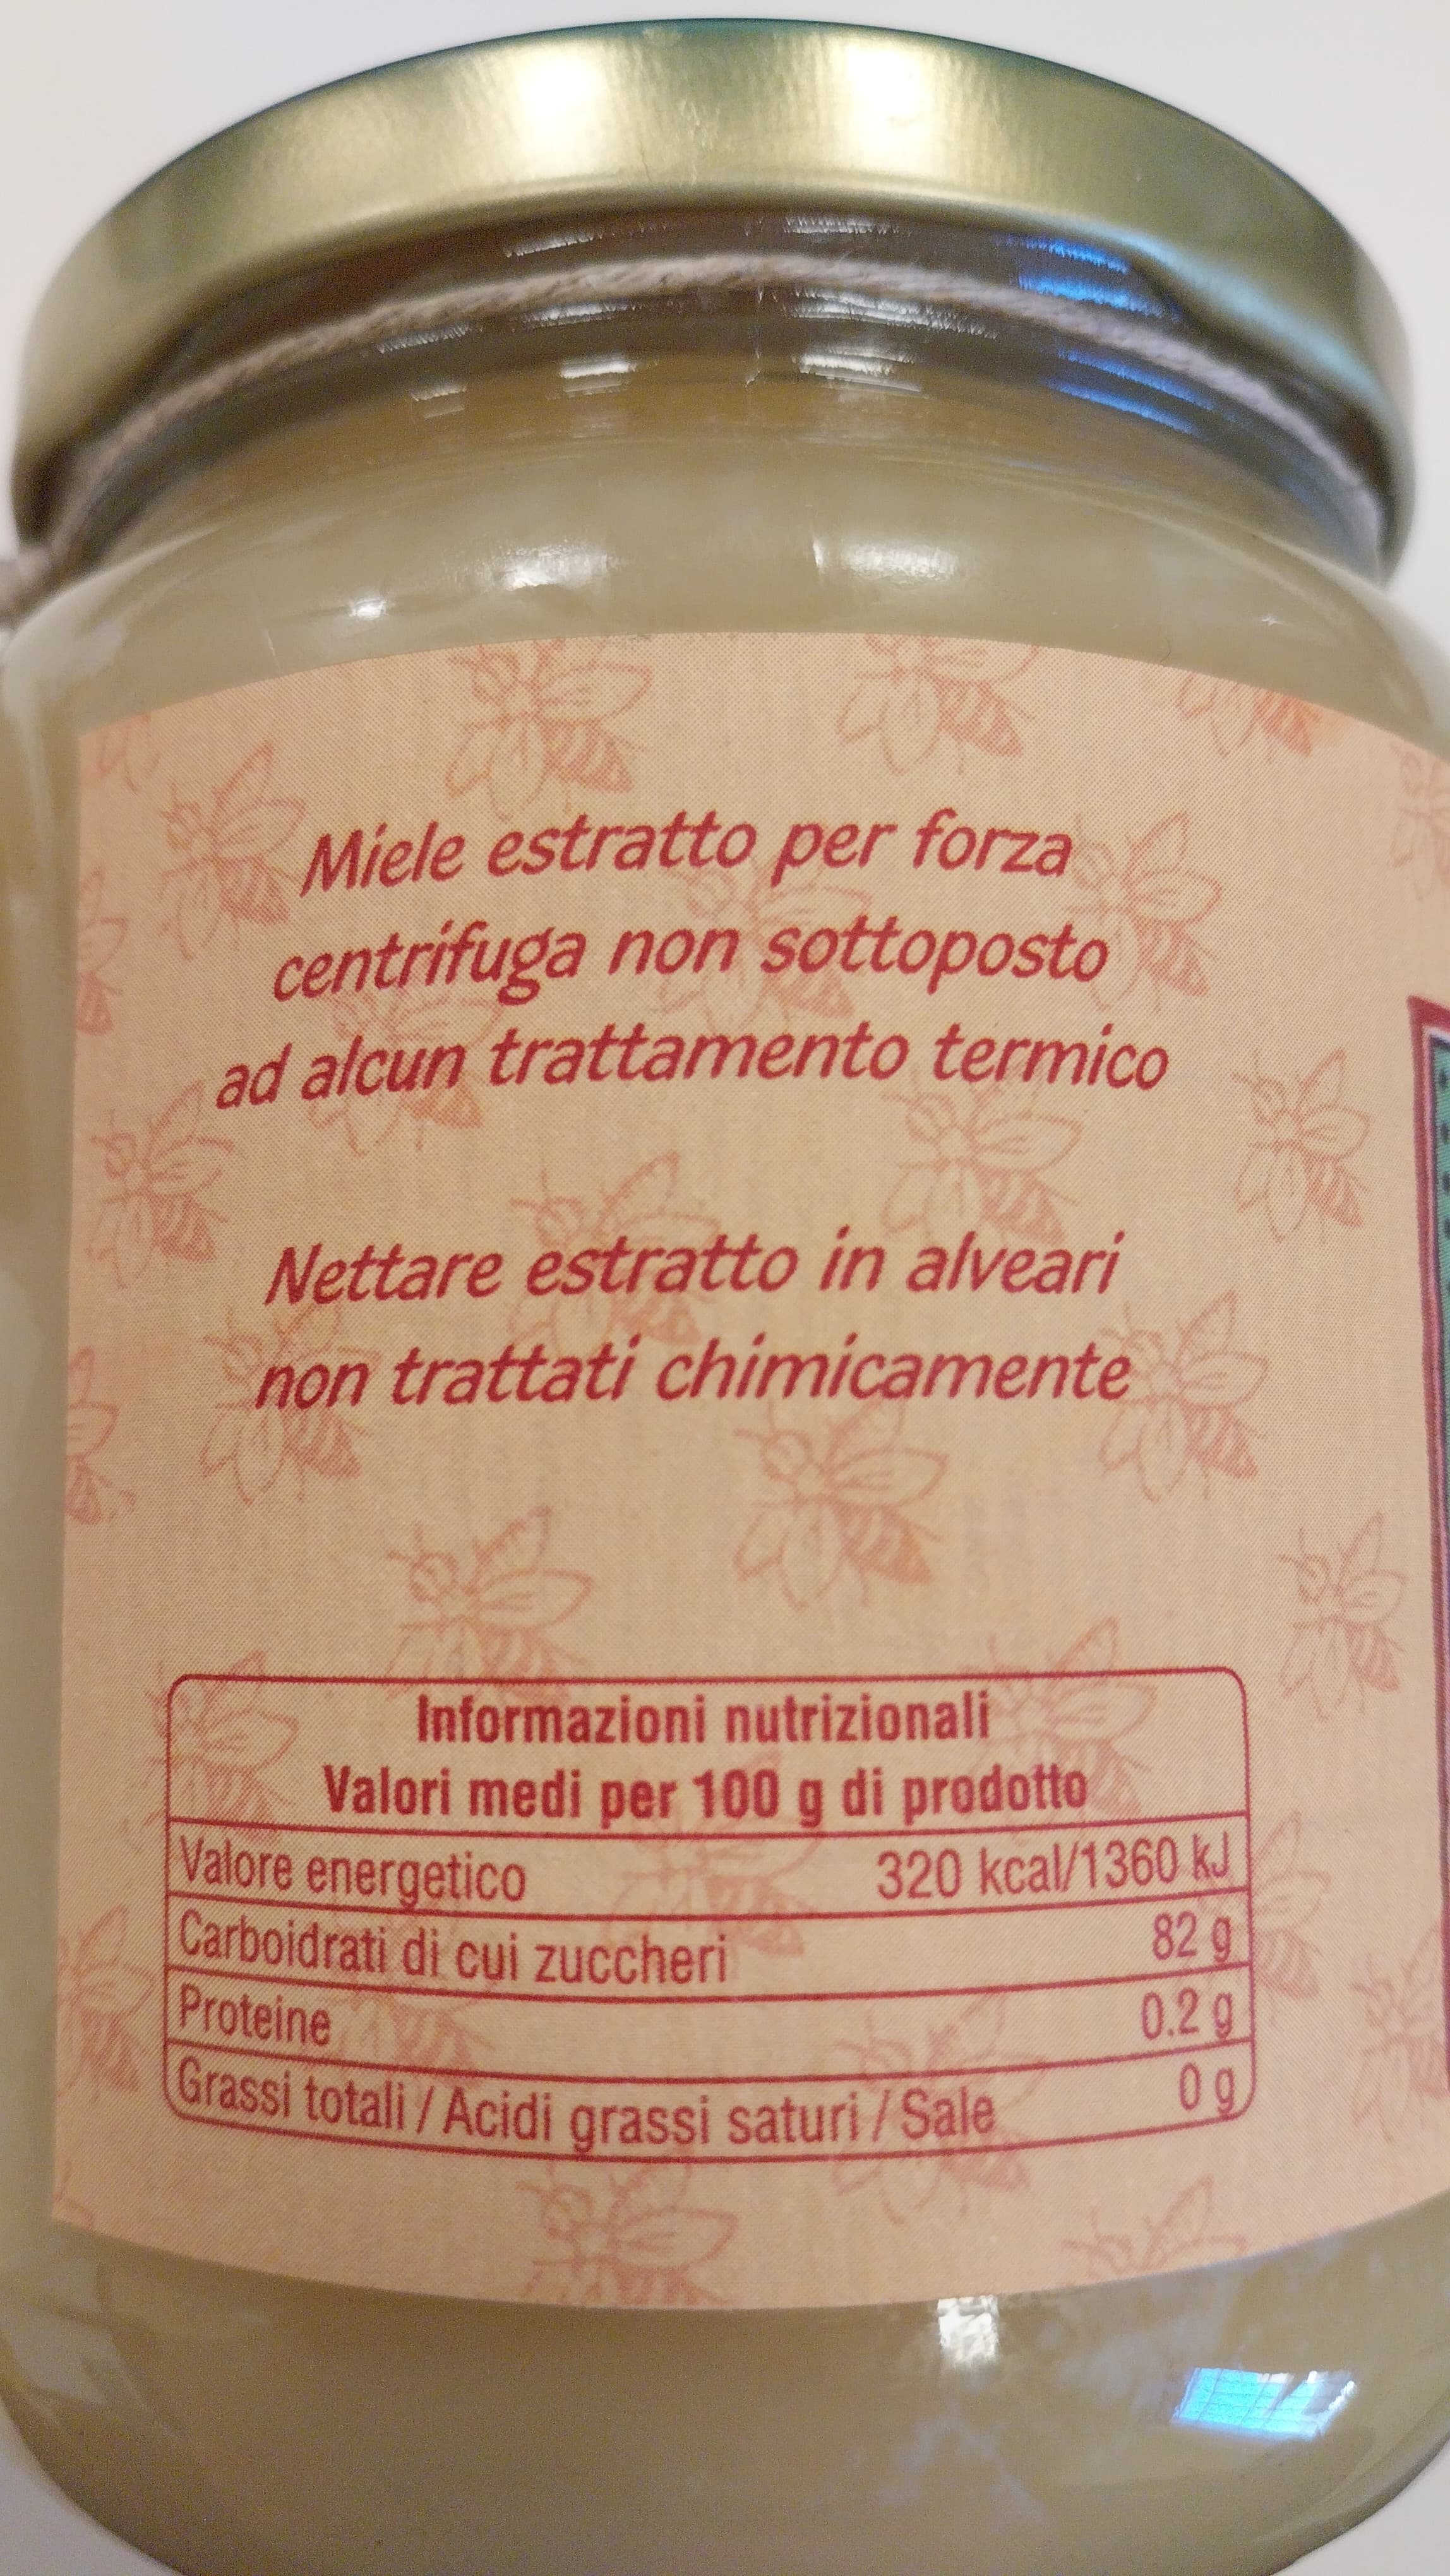 Miele estratto per forza
centrifuga non sottoposto
ad alcun trattamento termico
Nettare estratto in alveari
non trattati chimicamente
Informazioni nutrizionali
Valori medi per 100 g di prodotto
Valore energetico 320 kcal/1360 kJ
Carboidrati di cui zuccheri 82 g
Proteine 0.2 g
Grassi totali / Acidi grassi saturi / Sale 0 g